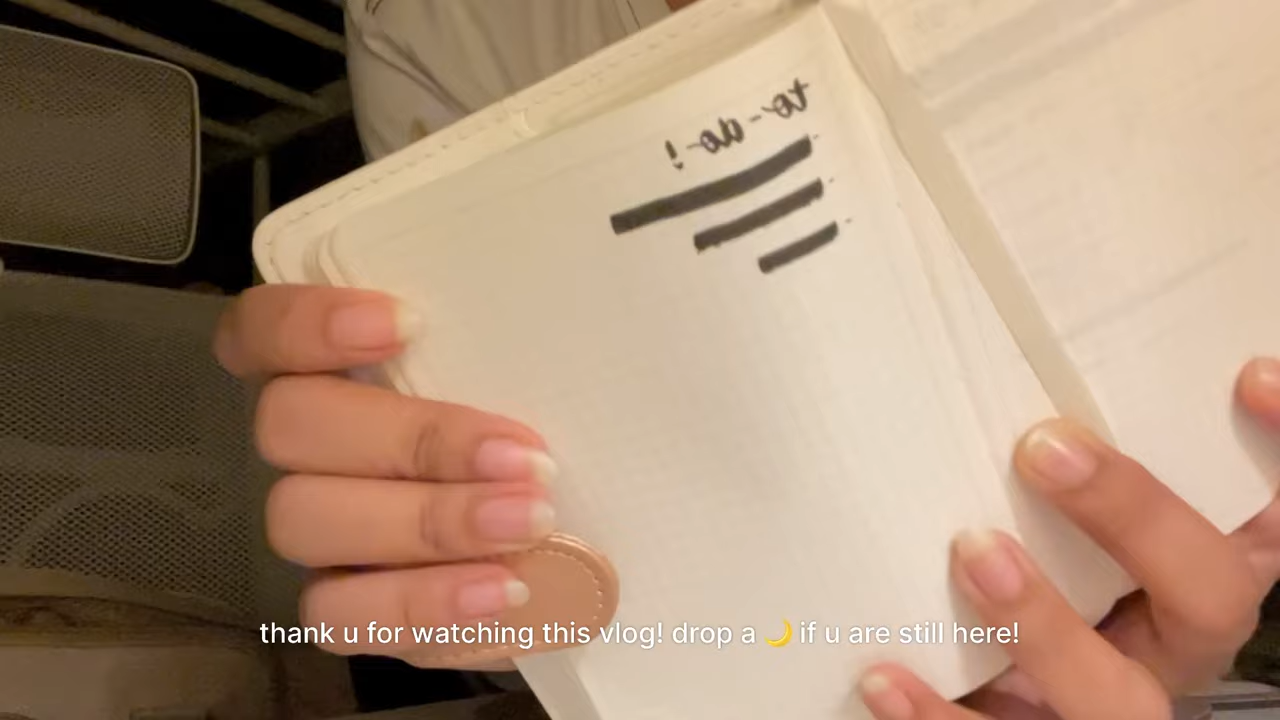 to-do!
thank u for watching this vlog! drop a 🌙 if u are still here!